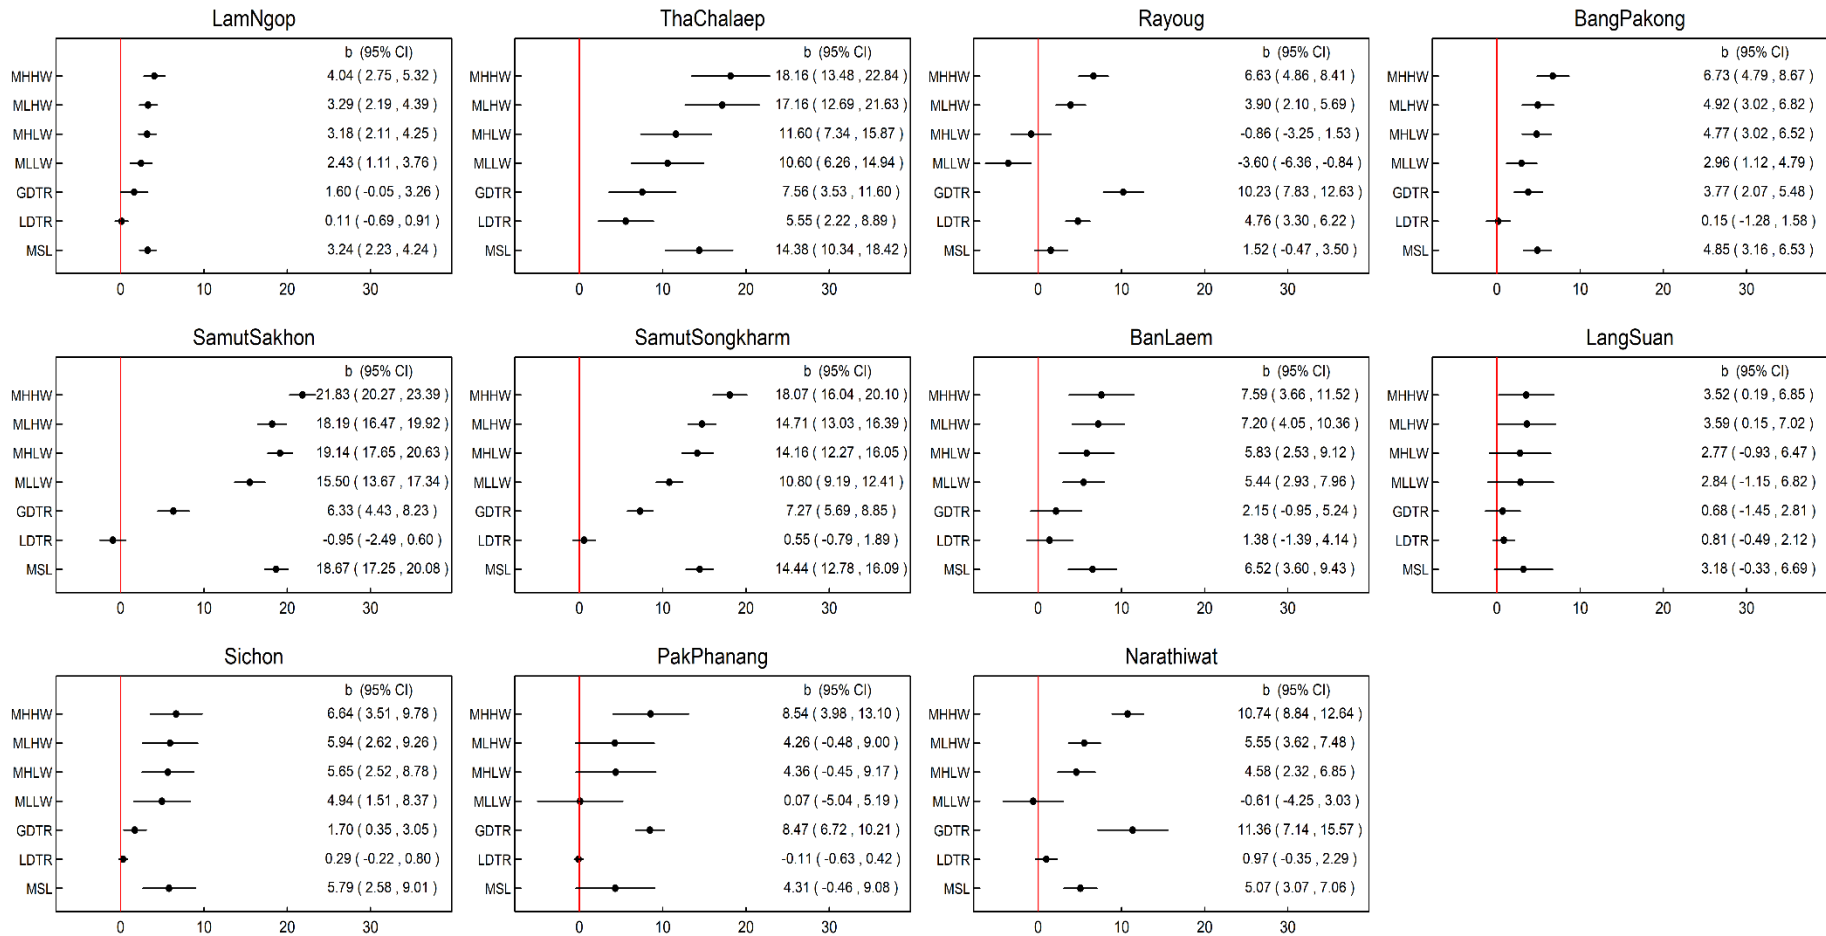 LamNgop
b (95% CI)
MHHW 4.04 ( 2.75 , 5.32 )
MLHW 3.29 ( 2.19 , 4.39 )
MHLW 3.18 ( 2.11 , 4.25 )
MLLW 2.43 ( 1.11 , 3.76 )
GDTR 1.60 ( -0.05 , 3.26 )
LDTR 0.11 ( -0.69 , 0.91 )
MSL 3.24 ( 2.23 , 4.24 )
0 10 20 30
ThaChalaep
b (95% CI)
MHHW 18.16 ( 13.48 , 22.84 )
MLHW 17.16 ( 12.69 , 21.63 )
MHLW 11.60 ( 7.34 , 15.87 )
MLLW 10.60 ( 6.26 , 14.94 )
GDTR 7.56 ( 3.53 , 11.60 )
LDTR 5.55 ( 2.22 , 8.89 )
MSL 14.38 ( 10.34 , 18.42 )
0 10 20 30
Rayoug
b (95% CI)
MHHW 6.63 ( 4.86 , 8.41 )
MLHW 3.90 ( 2.10 , 5.69 )
MHLW -0.86 ( -3.25 , 1.53 )
MLLW -3.60 ( -6.36 , -0.84 )
GDTR 10.23 ( 7.83 , 12.63 )
LDTR 4.76 ( 3.30 , 6.22 )
MSL 1.52 ( -0.47 , 3.50 )
0 10 20 30
BangPakong
b (95% CI)
MHHW 6.73 ( 4.79 , 8.67 )
MLHW 4.92 ( 3.02 , 6.82 )
MHLW 4.77 ( 3.02 , 6.52 )
MLLW 2.96 ( 1.12 , 4.79 )
GDTR 3.77 ( 2.07 , 5.48 )
LDTR 0.15 ( -1.28 , 1.58 )
MSL 4.85 ( 3.16 , 6.53 )
0 10 20 30
SamutSakhon
b (95% CI)
MHHW 21.83 ( 20.27 , 23.39 )
MLHW 18.19 ( 16.47 , 19.92 )
MHLW 19.14 ( 17.65 , 20.63 )
MLLW 15.50 ( 13.67 , 17.34 )
GDTR 6.33 ( 4.43 , 8.23 )
LDTR -0.95 ( -2.49 , 0.60 )
MSL 18.67 ( 17.25 , 20.08 )
0 10 20 30
SamutSongkharm
b (95% CI)
MHHW 18.07 ( 16.04 , 20.10 )
MLHW 14.71 ( 13.03 , 16.39 )
MHLW 14.16 ( 12.27 , 16.05 )
MLLW 10.80 ( 9.19 , 12.41 )
GDTR 7.27 ( 5.69 , 8.85 )
LDTR 0.55 ( -0.79 , 1.89 )
MSL 14.44 ( 12.78 , 16.09 )
0 10 20 30
BanLaem
b (95% CI)
MHHW 7.59 ( 3.66 , 11.52 )
MLHW 7.20 ( 4.05 , 10.36 )
MHLW 5.83 ( 2.53 , 9.12 )
MLLW 5.44 ( 2.93 , 7.96 )
GDTR 2.15 ( -0.95 , 5.24 )
LDTR 1.38 ( -1.39 , 4.14 )
MSL 6.52 ( 3.60 , 9.43 )
0 10 20 30
LangSuan
b (95% CI)
MHHW 3.52 ( 0.19 , 6.85 )
MLHW 3.59 ( 0.15 , 7.02 )
MHLW 2.77 ( -0.93 , 6.47 )
MLLW 2.84 ( -1.15 , 6.82 )
GDTR 0.68 ( -1.45 , 2.81 )
LDTR 0.81 ( -0.49 , 2.12 )
MSL 3.18 ( -0.33 , 6.69 )
0 10 20 30
Sichon
b (95% CI)
MHHW 6.64 ( 3.51 , 9.78 )
MLHW 5.94 ( 2.62 , 9.26 )
MHLW 5.65 ( 2.52 , 8.78 )
MLLW 4.94 ( 1.51 , 8.37 )
GDTR 1.70 ( 0.35 , 3.05 )
LDTR 0.29 ( -0.22 , 0.80 )
MSL 5.79 ( 2.58 , 9.01 )
0 10 20 30
PakPhanang
b (95% CI)
MHHW 8.54 ( 3.98 , 13.10 )
MLHW 4.26 ( -0.48 , 9.00 )
MHLW 4.36 ( -0.45 , 9.17 )
MLLW 0.07 ( -5.04 , 5.19 )
GDTR 8.47 ( 6.72 , 10.21 )
LDTR -0.11 ( -0.63 , 0.42 )
MSL 4.31 ( -0.46 , 9.08 )
0 10 20 30
Narathiwat
b (95% CI)
MHHW 10.74 ( 8.84 , 12.64 )
MLHW 5.55 ( 3.62 , 7.48 )
MHLW 4.58 ( 2.32 , 6.85 )
MLLW -0.61 ( -4.25 , 3.03 )
GDTR 11.36 ( 7.14 , 15.57 )
LDTR 0.97 ( -0.35 , 2.29 )
MSL 5.07 ( 3.07 , 7.06 )
0 10 20 30